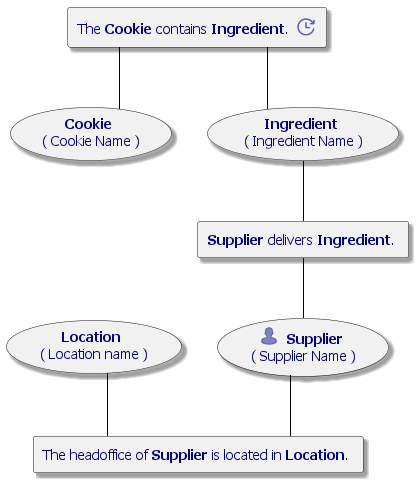 The Cookie contains Ingredient.
Cookie
( Cookie Name )
Ingredient
( Ingredient Name )
Supplier delivers Ingredient.
Location
( Location name )
Supplier
( Supplier Name )
The headoffice of Supplier is located in Location.